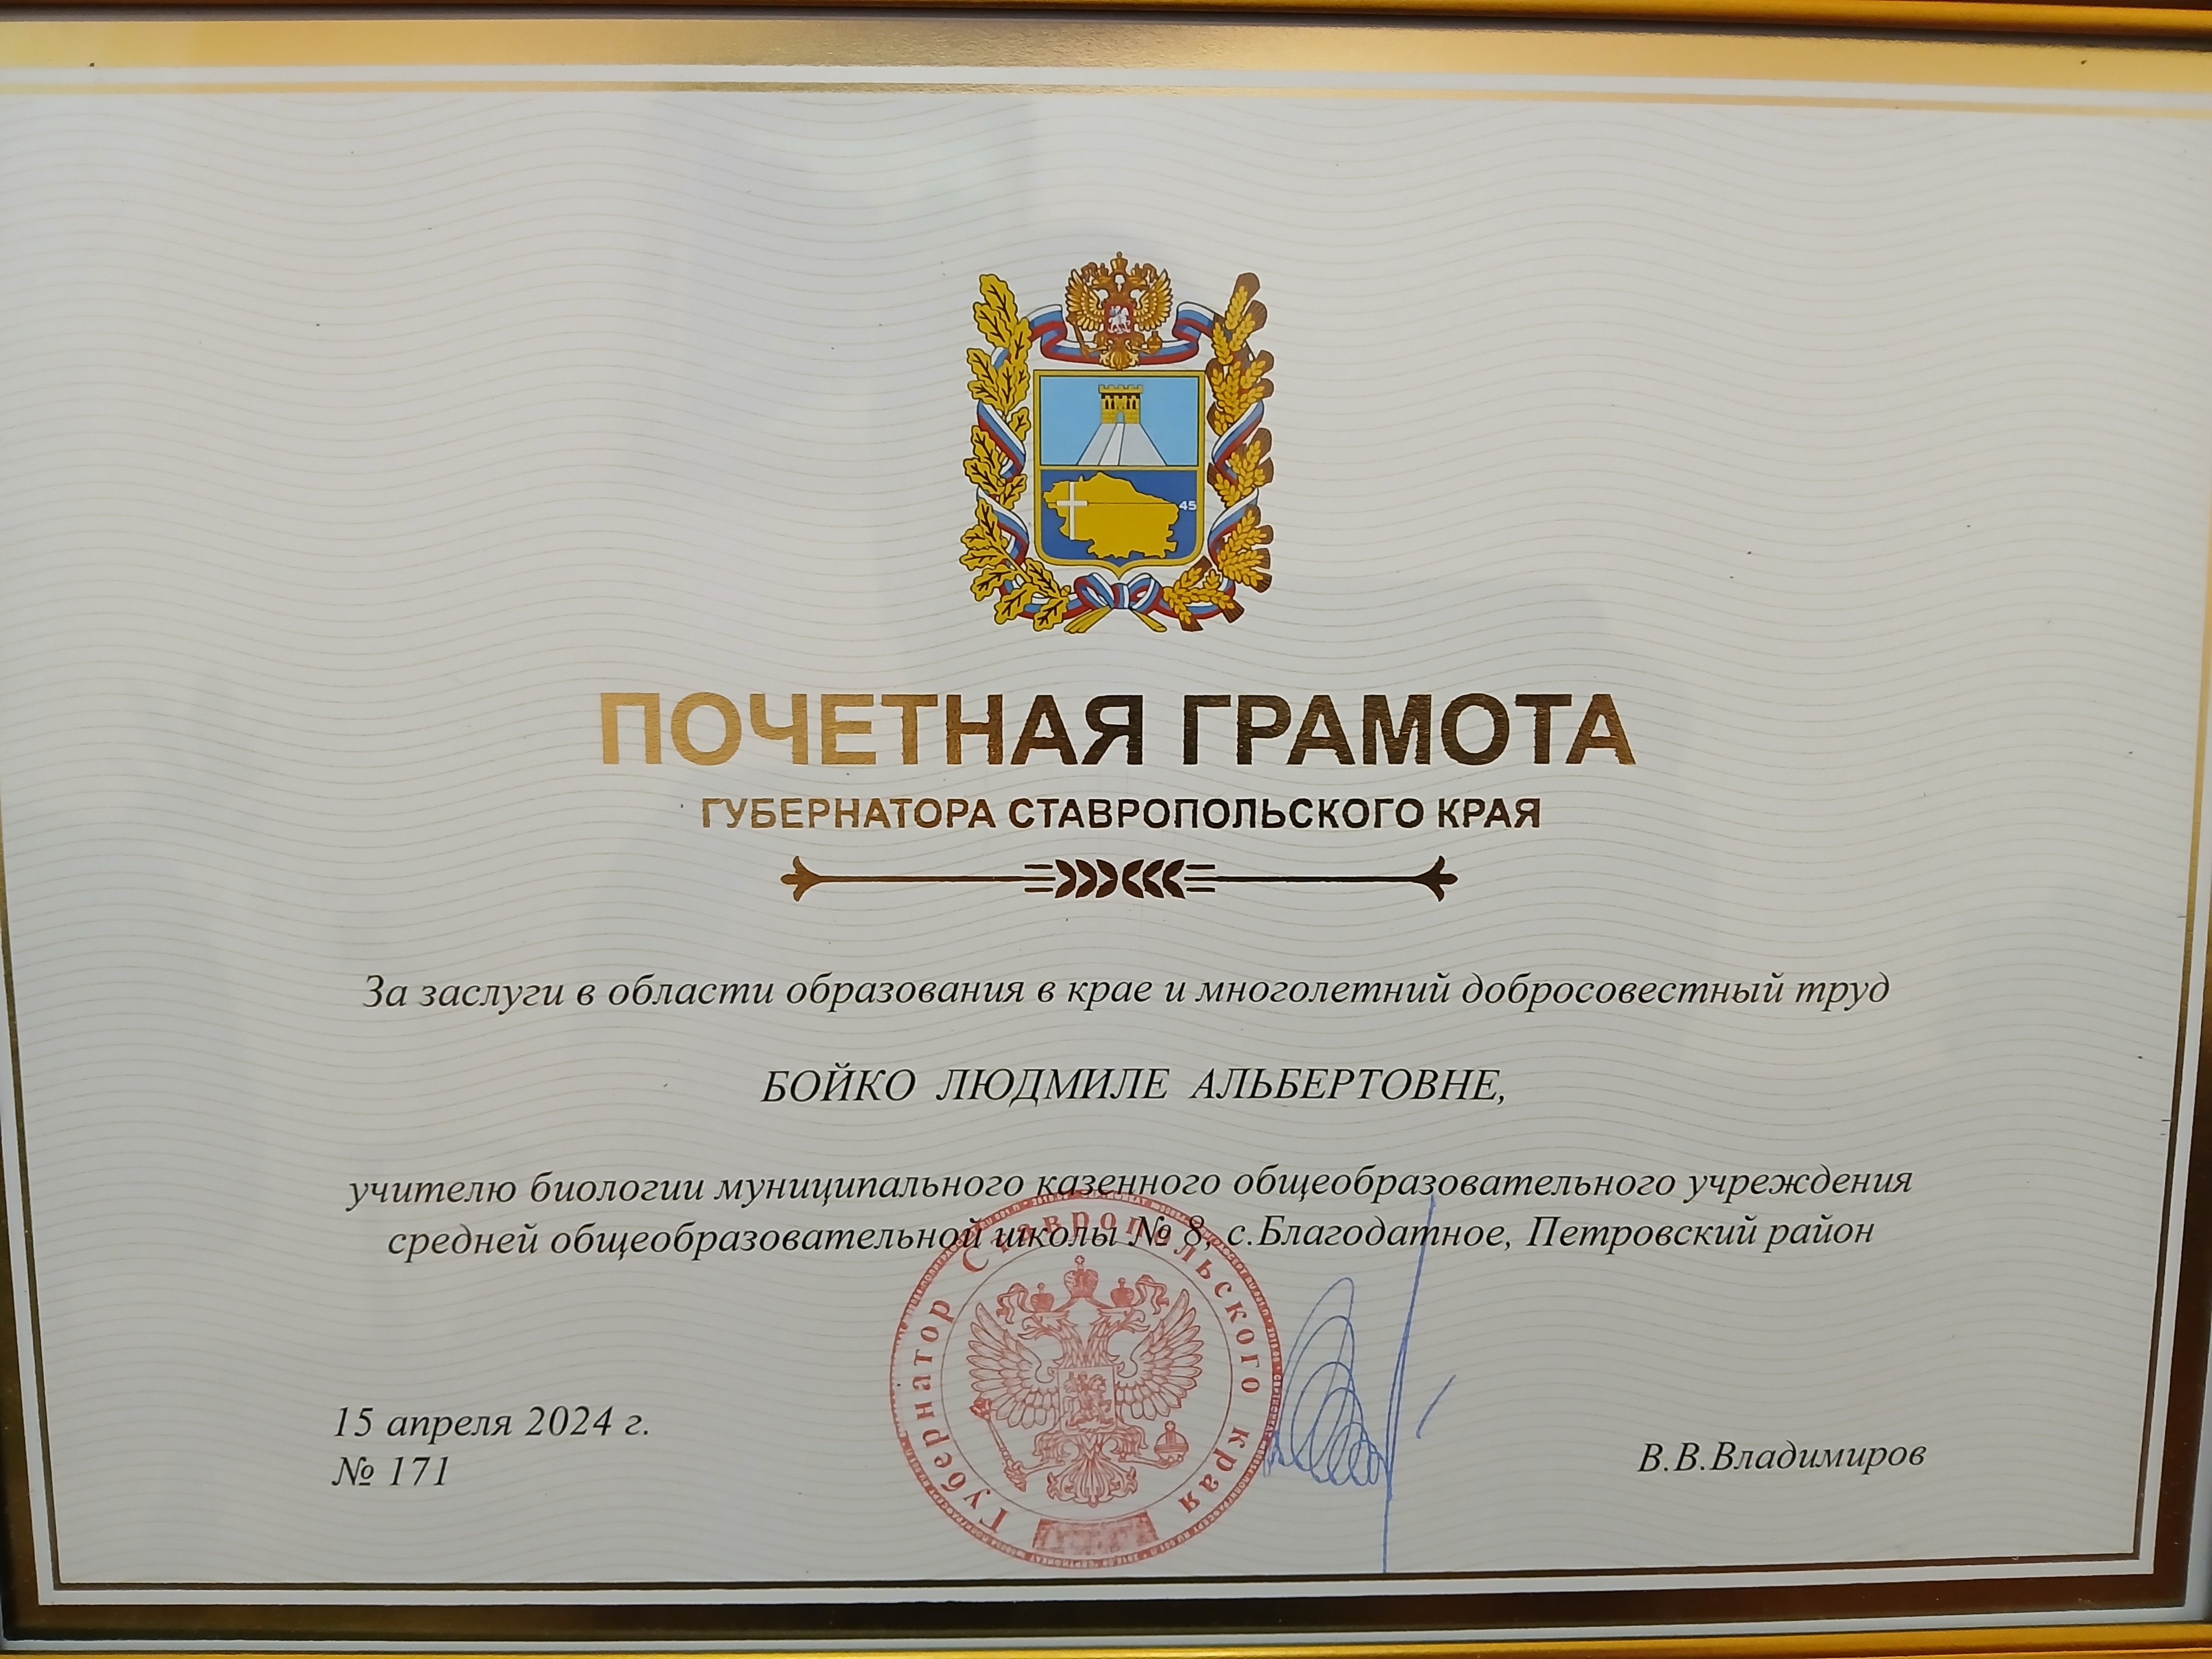 45
ПОЧЕТНАЯ ГРАМОТА
ГУБЕРНАТОРА СТАВРОПОЛЬСКОГО КРАЯ
За заслуги в области образования в крае и многолетний добросовестный труд
БОЙКО ЛЮДМИЛЕ АЛЬБЕРТОВНЕ,
учителю биологии муниципального казенного общеобразовательного учреждения
средней общеобразовательной школы № 8, с.Благодатное, Петровский район
Губернатор Ставропольского края
15 апреля 2024 г.
№ 171
В.В.Владимиров